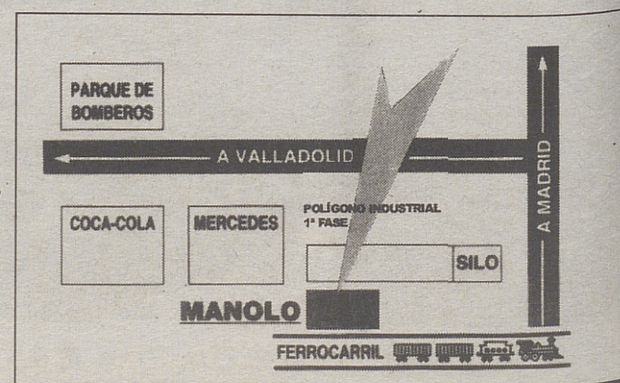 PARQUE DE
BOMBEROS
A VALLADOLID
A MADRID
COCA-COLA
MERCEDES
POLÍGONO INDUSTRIAL
1ª FASE
SILO
MANOLO
FERROCARRIL